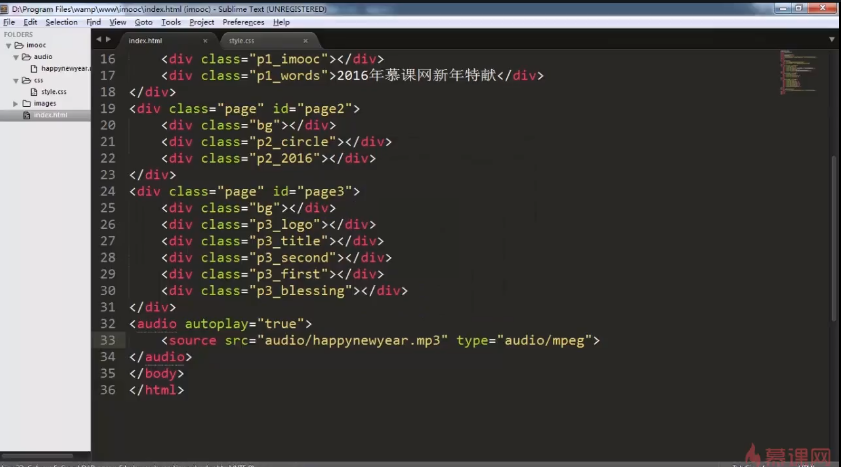 D:\Program Files\wamp\www\imooc\index.html (imooc) - Sublime Text (UNREGISTERED)
File Edit Selection Find View Goto Tools Project Preferences Help
FOLDERS
imooc
audio
happynewyear.
css
style.css
images
index.html
index.html × style.css ×
16 <div class="p1_imooc"></div>
17 <div class="p1_words">2016年慕课网新年特献</div>
18 </div>
19 <div class="page" id="page2">
20 <div class="bg"></div>
21 <div class="p2_circle"></div>
22 <div class="p2_2016"></div>
23 </div>
24 <div class="page" id="page3">
25 <div class="bg"></div>
26 <div class="p3_logo"></div>
27 <div class="p3_title"></div>
28 <div class="p3_second"></div>
29 <div class="p3_first"></div>
30 <div class="p3_blessing"></div>
31 </div>
32 <audio autoplay="true">
33 <source src="audio/happynewyear.mp3" type="audio/mpeg">
34 </audio>
35 </body>
36 </html>
慕课网